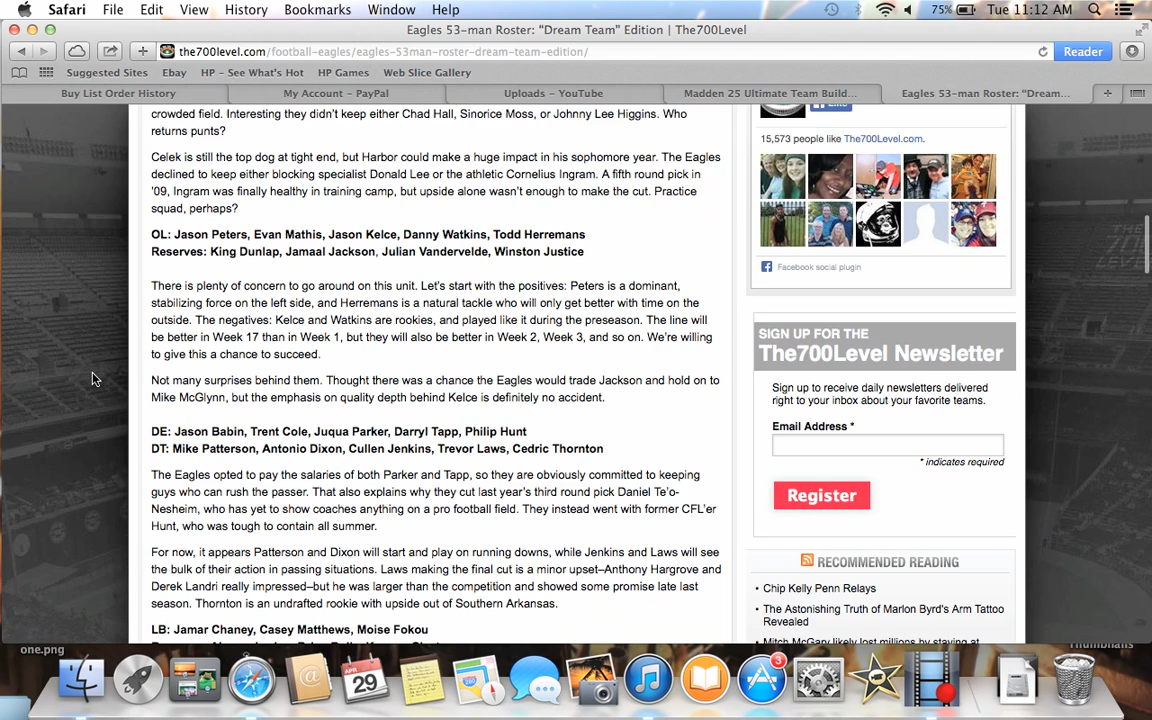 Safari File Edit View History Bookmarks Window Help 75% Tue 11:12 AM
Eagles 53-man Roster: “Dream Team” Edition | The700Level
the700level.com/football-eagles/eagles-53man-roster-dream-team-edition/ Reader
Suggested Sites Ebay HP – See What's Hot HP Games Web Slice Gallery
Buy List Order History My Account – PayPal Uploads – YouTube Madden 25 Ultimate Team Build... Eagles 53-man Roster: “Dream...
crowded field. Interesting they didn't keep either Chad Hall, Sinorice Moss, or Johnny Lee Higgins. Who
returns punts?
Celek is still the top dog at tight end, but Harbor could make a huge impact in his sophomore year. The Eagles
declined to keep either blocking specialist Donald Lee or the athletic Cornelius Ingram. A fifth round pick in
'09, Ingram was finally healthy in training camp, but upside alone wasn't enough to make the cut. Practice
squad, perhaps?
OL: Jason Peters, Evan Mathis, Jason Kelce, Danny Watkins, Todd Herremans
Reserves: King Dunlap, Jamaal Jackson, Julian Vandervelde, Winston Justice
There is plenty of concern to go around on this unit. Let's start with the positives: Peters is a dominant,
stabilizing force on the left side, and Herremans is a natural tackle who will only get better with time on the
outside. The negatives: Kelce and Watkins are rookies, and played like it during the preseason. The line will
be better in Week 17 than in Week 1, but they will also be better in Week 2, Week 3, and so on. We're willing
to give this a chance to succeed.
Not many surprises behind them. Thought there was a chance the Eagles would trade Jackson and hold on to
Mike McGlynn, but the emphasis on quality depth behind Kelce is definitely no accident.
DE: Jason Babin, Trent Cole, Juqua Parker, Darryl Tapp, Philip Hunt
DT: Mike Patterson, Antonio Dixon, Cullen Jenkins, Trevor Laws, Cedric Thornton
The Eagles opted to pay the salaries of both Parker and Tapp, so they are obviously committed to keeping
guys who can rush the passer. That also explains why they cut last year's third round pick Daniel Te'o-
Nesheim, who has yet to show coaches anything on a pro football field. They instead went with former CFL'er
Hunt, who was tough to contain all summer.
For now, it appears Patterson and Dixon will start and play on running downs, while Jenkins and Laws will see
the bulk of their action in passing situations. Laws making the final cut is a minor upset–Anthony Hargrove and
Derek Landri really impressed–but he was larger than the competition and showed some promise late last
season. Thornton is an undrafted rookie with upside out of Southern Arkansas.
LB: Jamar Chaney, Casey Matthews, Moise Fokou
Like
15,573 people like The700Level.com.
Facebook social plugin
SIGN UP FOR THE
The700Level Newsletter
Sign up to receive daily newsletters delivered
right to your inbox about your favorite teams.
Email Address *
* indicates required
Register
RECOMMENDED READING
• Chip Kelly Penn Relays
• The Astonishing Truth of Marlon Byrd's Arm Tattoo
Revealed
• Mitch McGary likely lost millions by staying at
THE
700
LEVEL
one.png
Thumbnails
APR
29
3